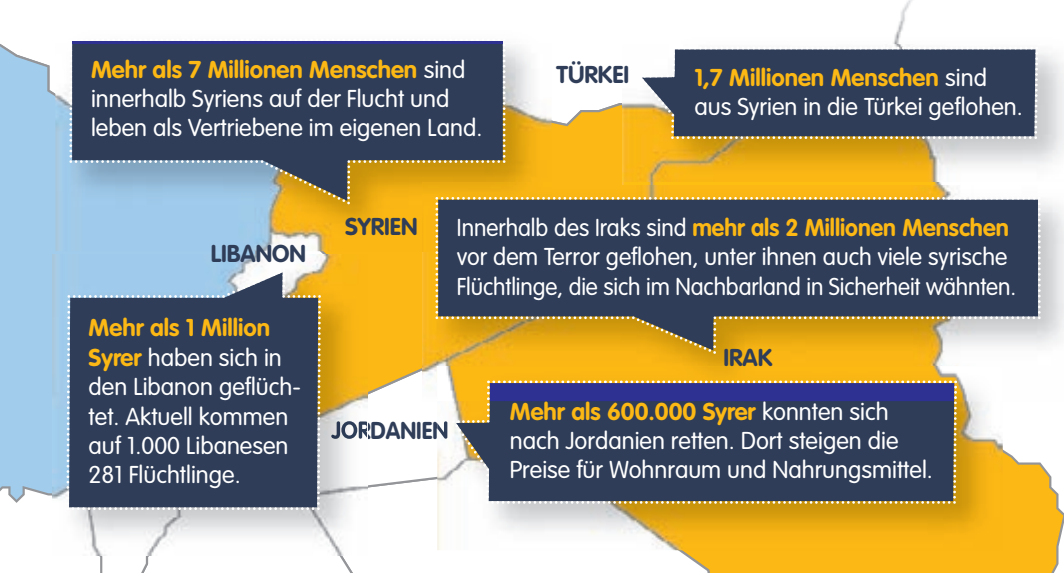 Mehr als 7 Millionen Menschen sind
innerhalb Syriens auf der Flucht und
leben als Vertriebene im eigenen Land.
TÜRKEI
1,7 Millionen Menschen sind
aus Syrien in die Türkei geflohen.
SYRIEN
Innerhalb des Iraks sind mehr als 2 Millionen Menschen
vor dem Terror geflohen, unter ihnen auch viele syrische
Flüchtlinge, die sich im Nachbarland in Sicherheit wähnten.
LIBANON
Mehr als 1 Million
Syrer haben sich in
den Libanon geflüch-
tet. Aktuell kommen
auf 1.000 Libanesen
281 Flüchtlinge.
IRAK
JORDANIEN
Mehr als 600.000 Syrer konnten sich
nach Jordanien retten. Dort steigen die
Preise für Wohnraum und Nahrungsmittel.